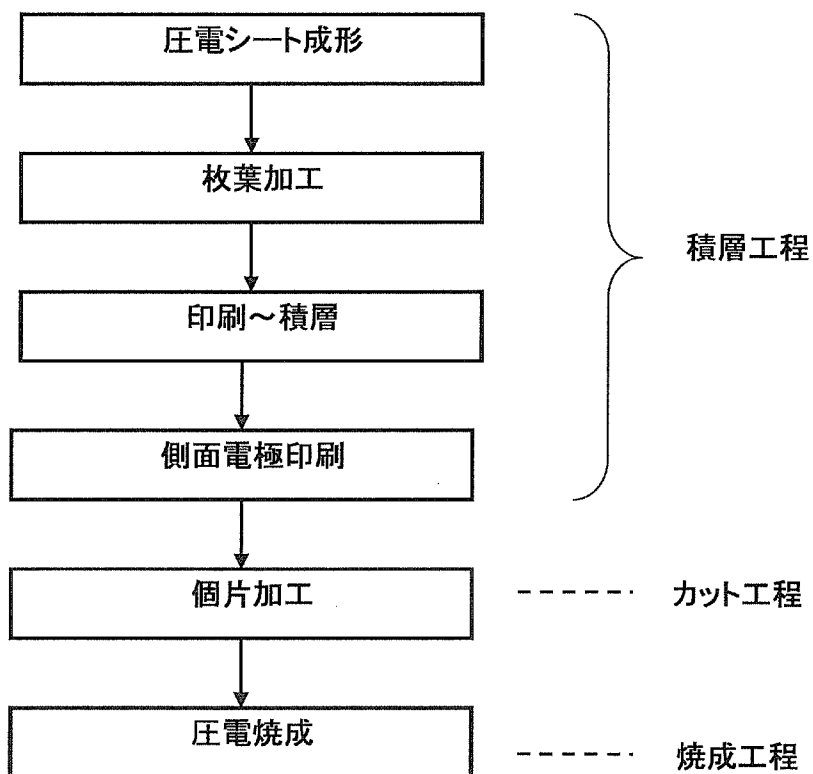 圧電シート成形
枚葉加工
印刷～積層
側面電極印刷
積層工程
個片加工
カット工程
圧電焼成
焼成工程